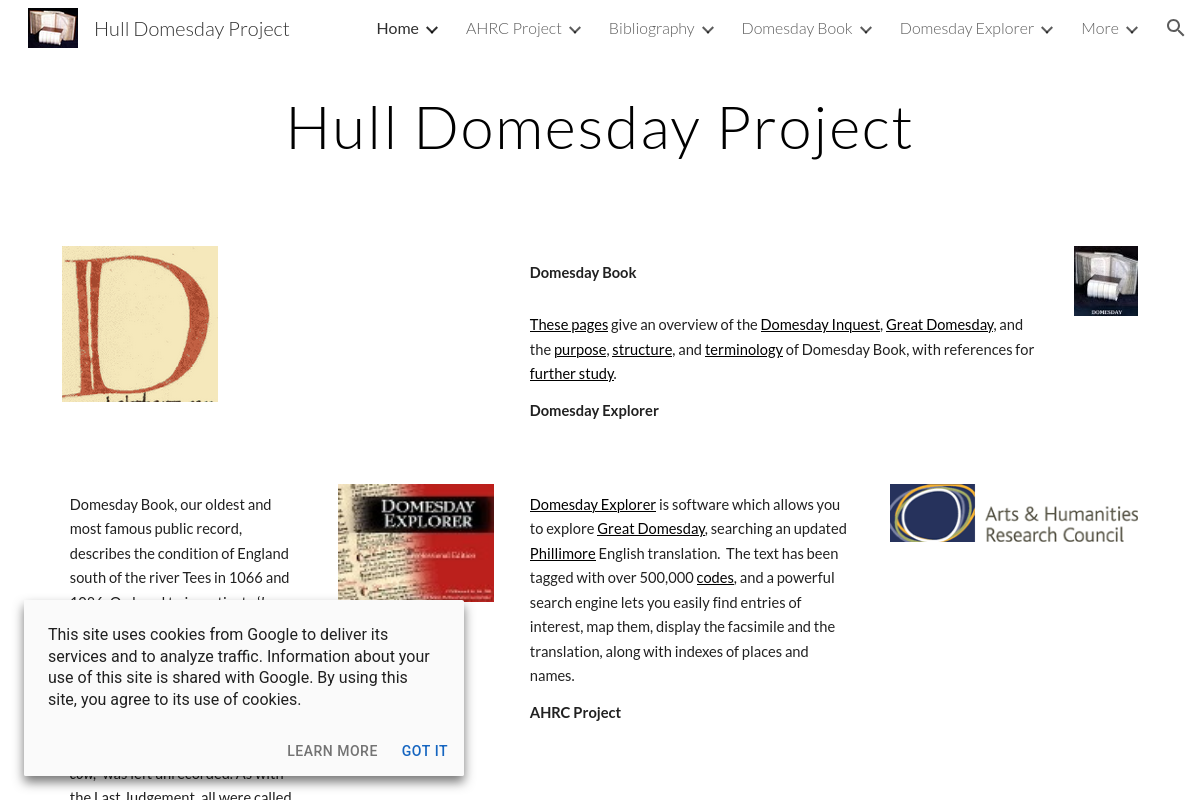 Hull Domesday Project
Home
AHRC Project
Bibliography
Domesday Book
Domesday Explorer
More
Hull Domesday Project
Domesday Book
These pages give an overview of the Domesday Inquest, Great Domesday, and
the purpose, structure, and terminology of Domesday Book, with references for
further study.
DOMESDAY
Domesday Explorer
Domesday Book, our oldest and
most famous public record,
describes the condition of England
south of the river Tees in 1066 and
DOMESDAY
EXPLORER
Professional Edition
Domesday Explorer is software which allows you
to explore Great Domesday, searching an updated
Phillimore English translation.  The text has been
tagged with over 500,000 codes, and a powerful
search engine lets you easily find entries of
interest, map them, display the facsimile and the
translation, along with indexes of places and
names.
Arts & Humanities
Research Council
AHRC Project
This site uses cookies from Google to deliver its
services and to analyze traffic. Information about your
use of this site is shared with Google. By using this
site, you agree to its use of cookies.
LEARN MORE
GOT IT
cow," was left unrecorded. As with
the Last Judgement, all were called